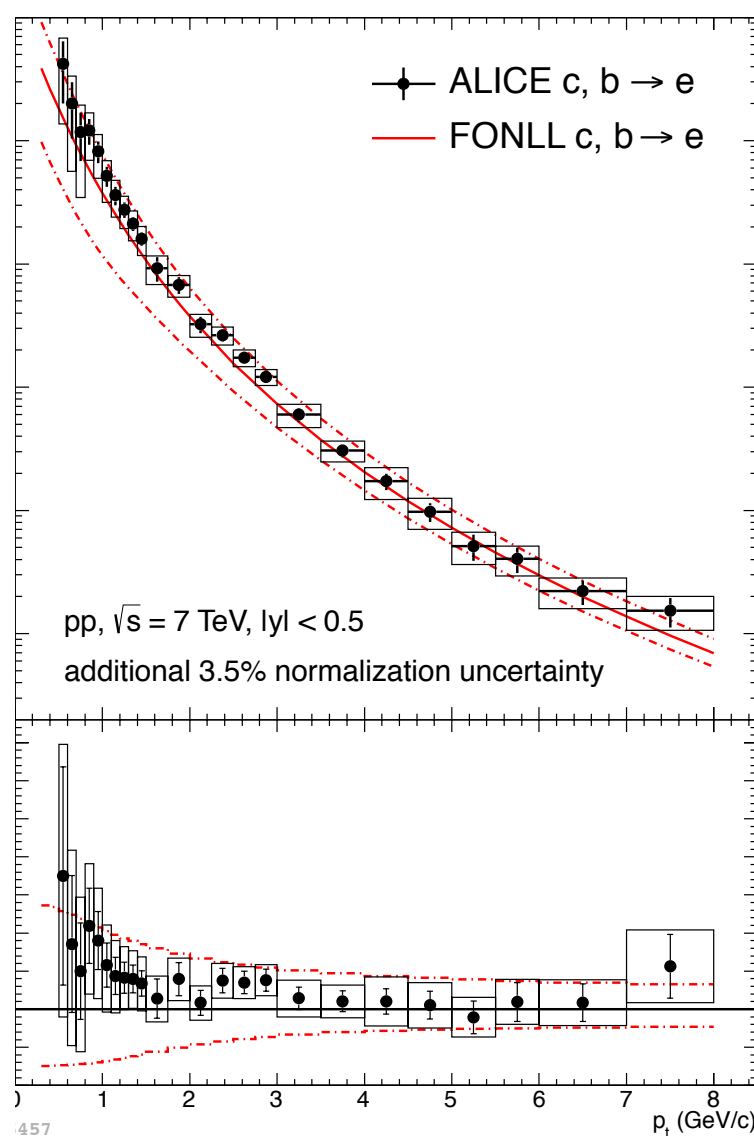 ALICE c, b → e
FONLL c, b → e
pp, √s = 7 TeV, |y| < 0.5
additional 3.5% normalization uncertainty
0 1 2 3 4 5 6 7 8
p_t (GeV/c)
457